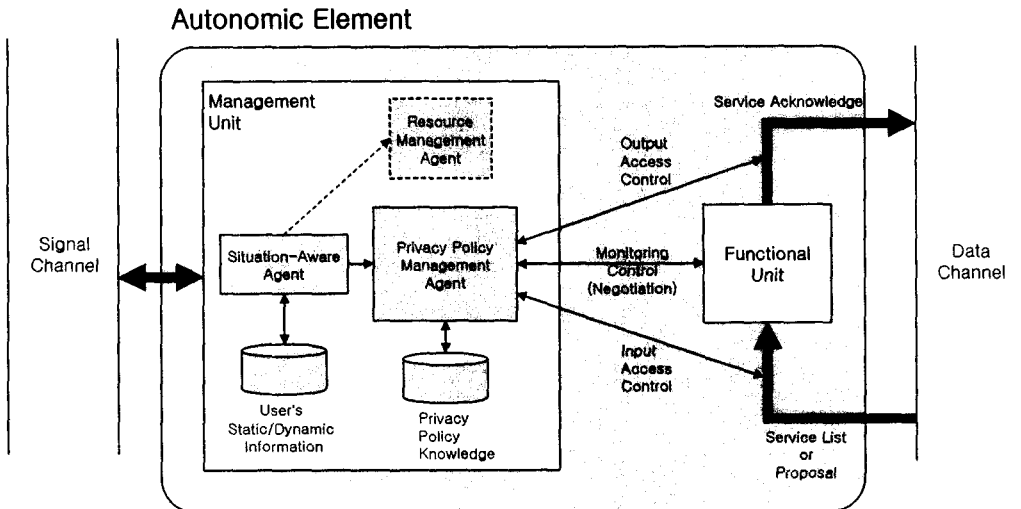 Autonomic Element
Management
Unit
Resource
Management
Agent
Service Acknowledge
Output
Access
Control
Signal
Channel
Situation-Aware
Agent
Privacy Policy
Management
Agent
Monitoring
Control
(Negotiation)
Functional
Unit
Data
Channel
Input
Access
Control
User's
Static/Dynamic
Information
Privacy
Policy
Knowledge
Service List
or
Proposal